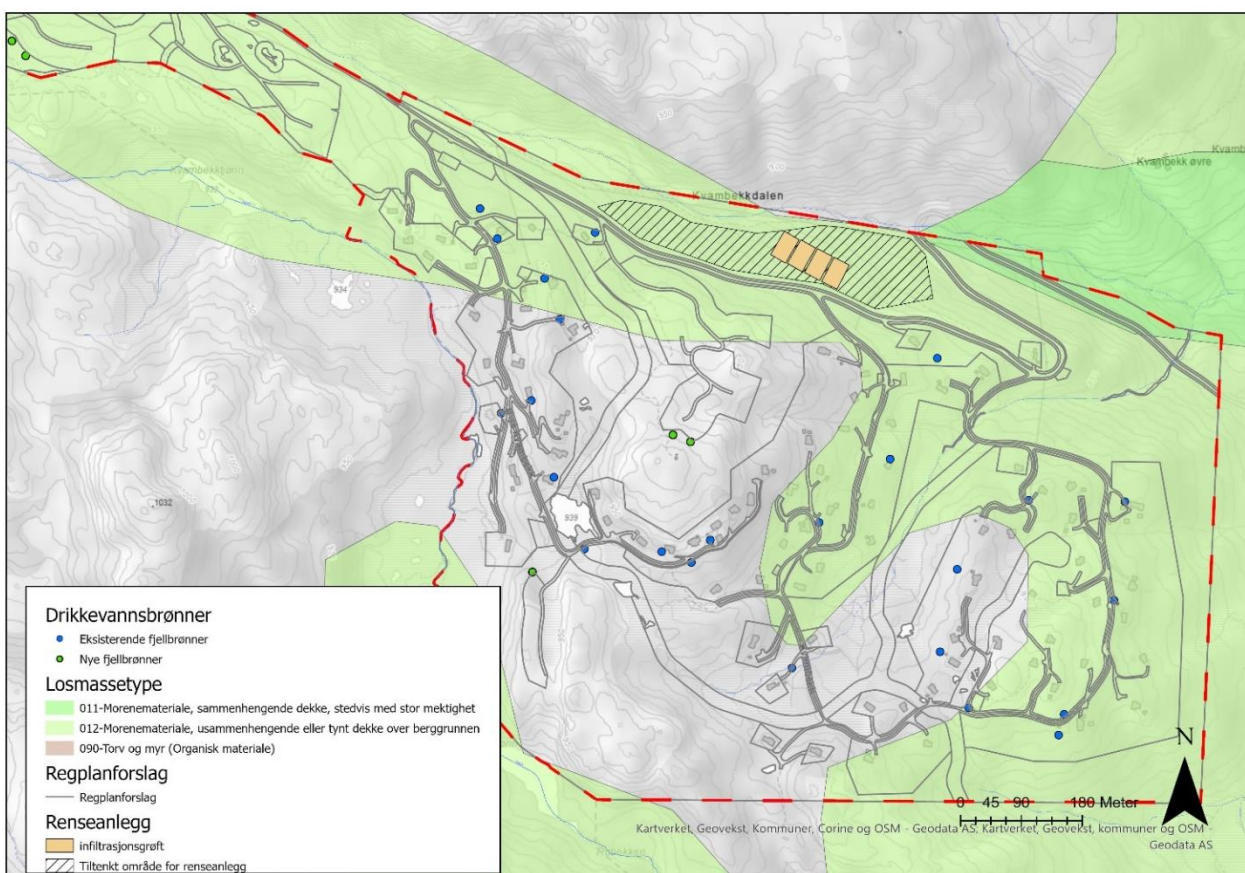 Kvambekktjønn
Kvambekkdalen
Kvambekk øvre
Kvamb
934
1032
939
Drikkevannsbrønner
Eksisterende fjellbrønner
Nye fjellbrønner
Losmassetype
011-Morenemateriale, sammenhengende dekke, stedvis med stor mektighet
012-Morenemateriale, usammenhengende eller tynt dekke over berggrunnen
090-Torv og myr (Organisk materiale)
Regplanforslag
Regplanforslag
Renseanlegg
infiltrasjonsgrøft
Tiltenkt område for renseanlegg
N
0 45 90 180 Meter
Kartverket, Geovekst, Kommuner, Corine og OSM - Geodata AS, Kartverket, Geovekst, kommuner og OSM -
Geodata AS